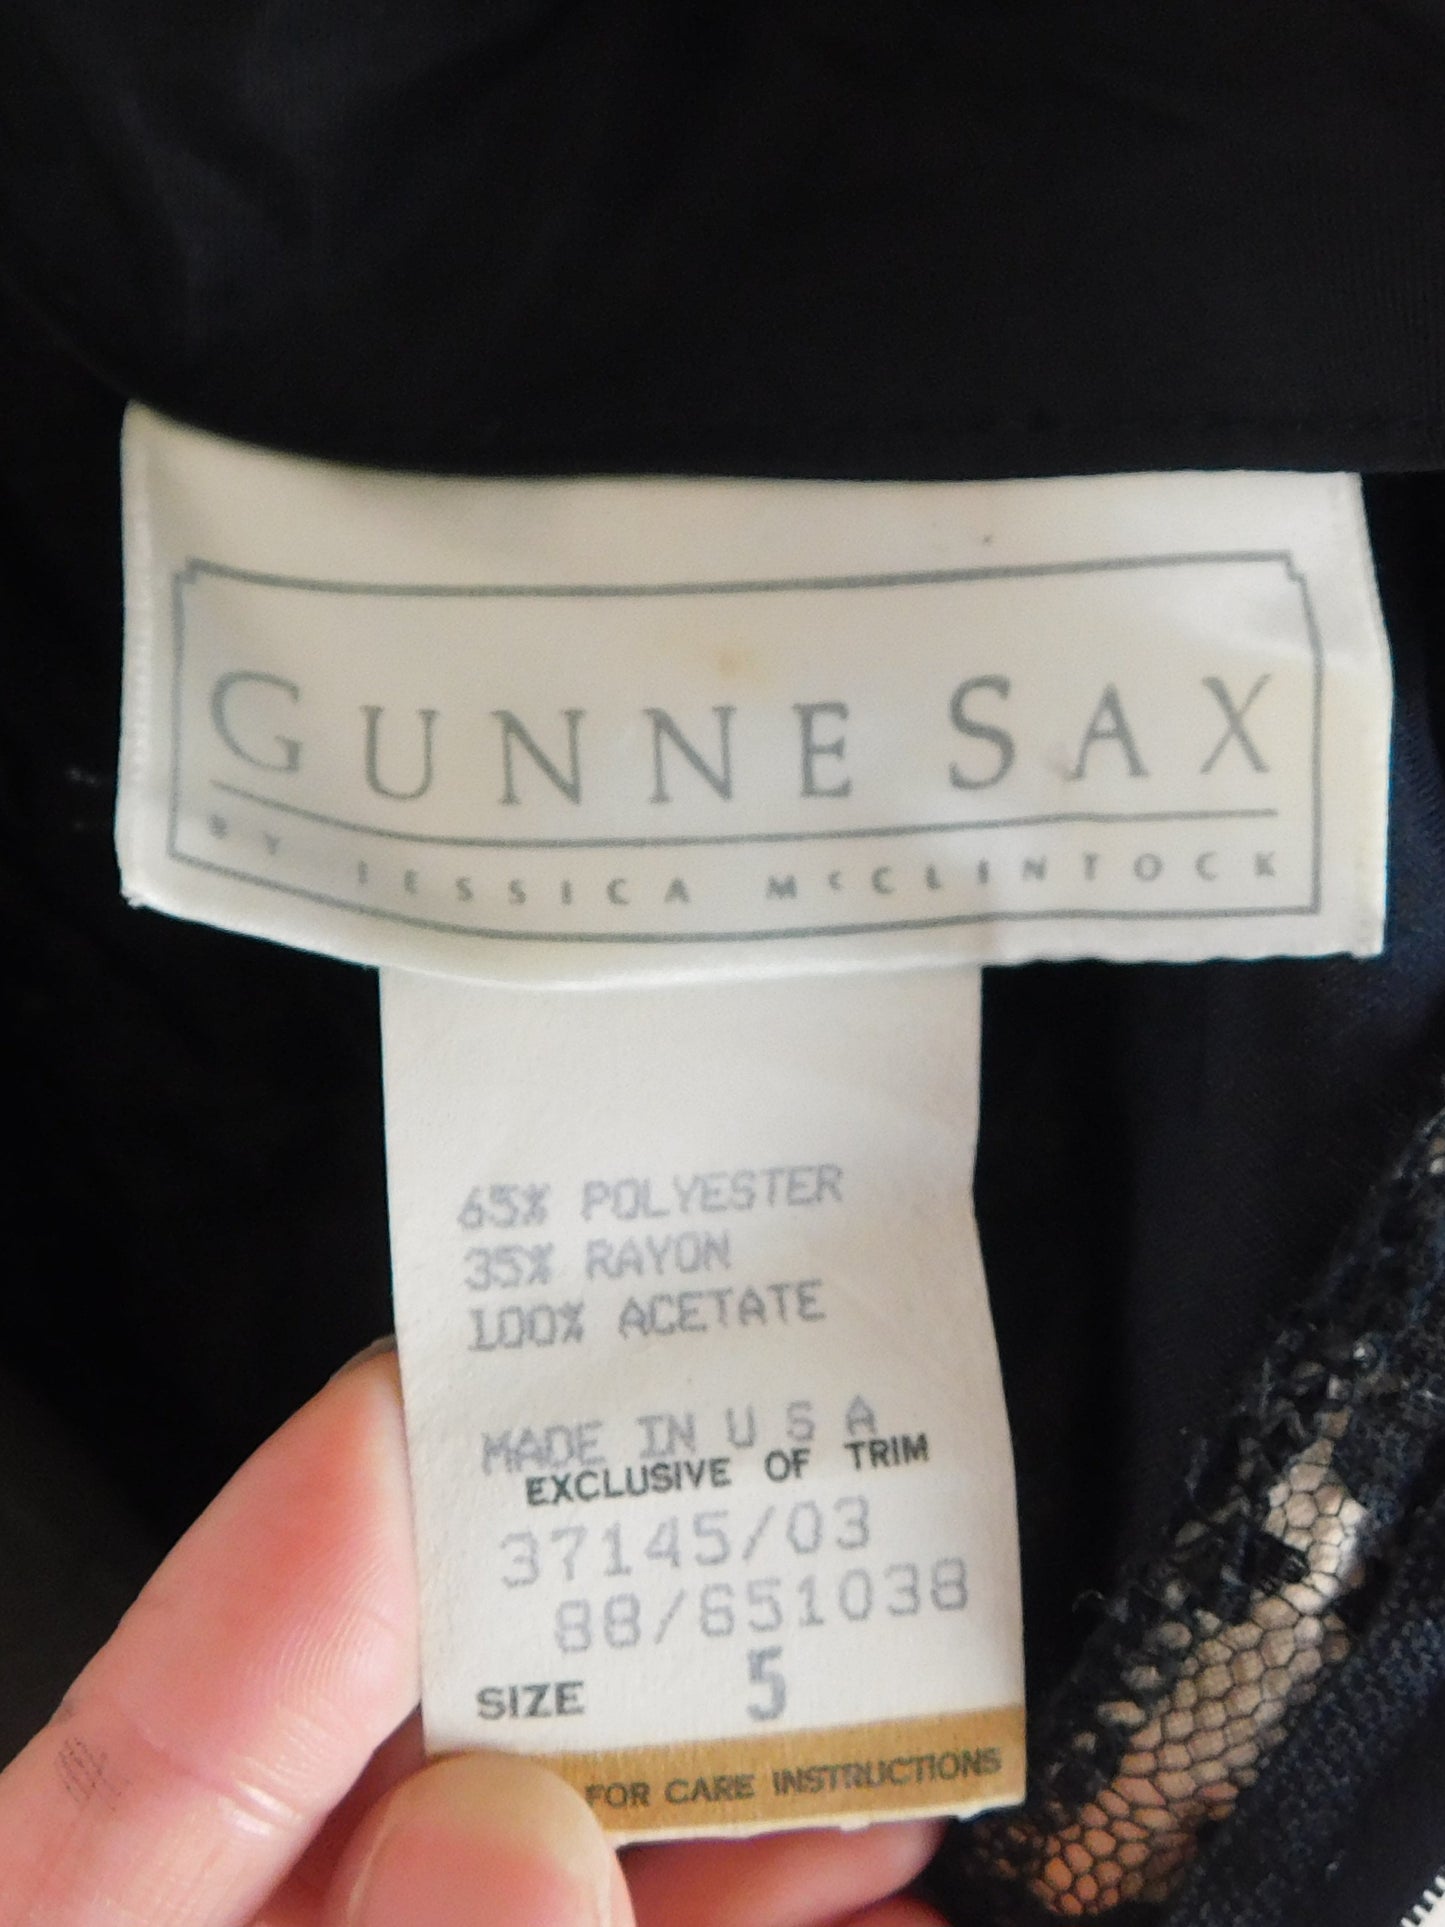 GUNNE SAX
BY JESSICA MCCLINTOCK
65% POLYESTER
35% RAYON
100% ACETATE
MADE IN U S A
EXCLUSIVE OF TRIM
37145/03
88/651038
SIZE 5
FOR CARE INSTRUCTIONS